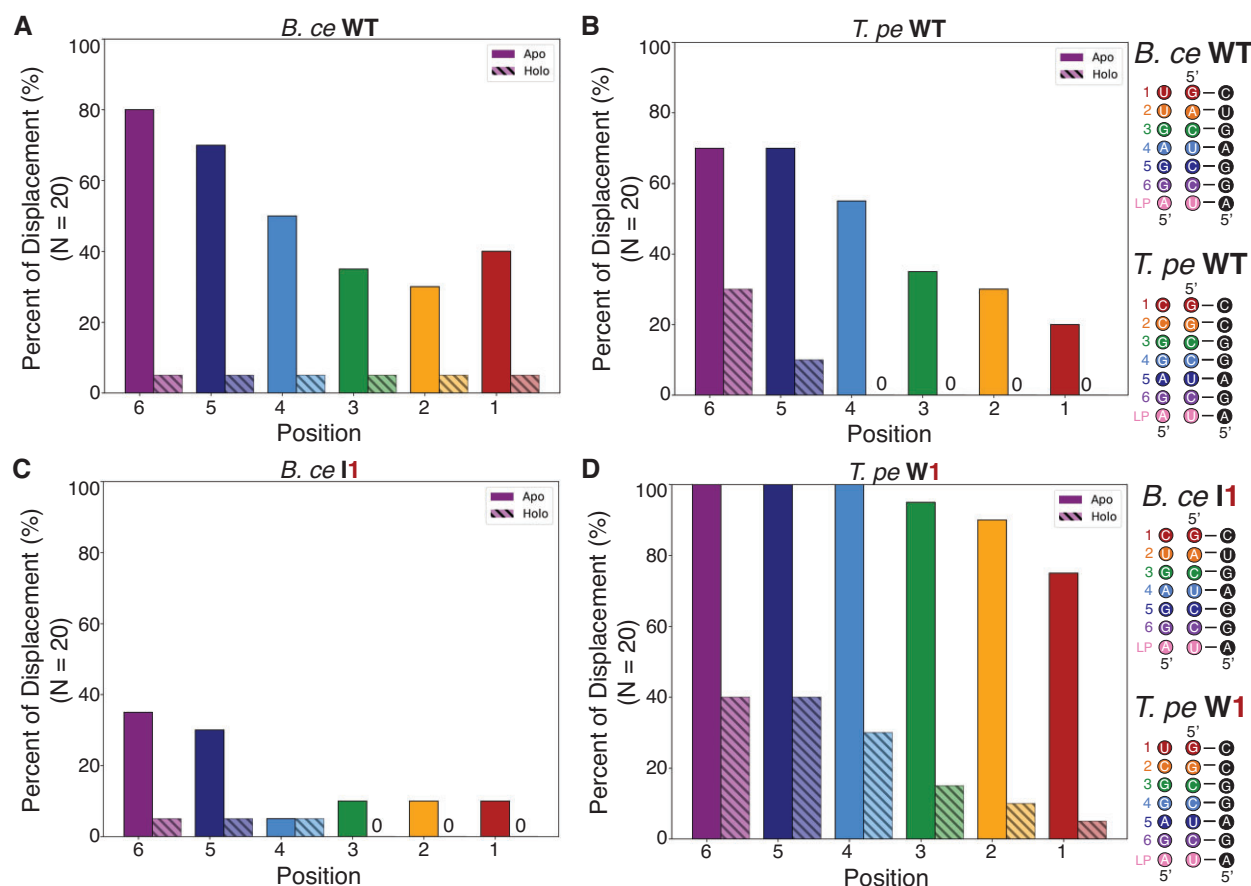 A
B. ce WT
Percent of Displacement (%)
(N = 20)
100
80
60
40
20
0
Apo
Holo
6 5 4 3 2 1
Position
B
T. pe WT
Percent of Displacement (%)
(N = 20)
100
80
60
40
20
0
Apo
Holo
0 0 0 0
6 5 4 3 2 1
Position
B. ce WT
5’
1 U G C
2 U A U
3 G C G
4 A U A
5 G C G
6 G C G
LP A U A
5’ 5’
T. pe WT
5’
1 C G C
2 C G C
3 G C G
4 G C G
5 A U A
6 G C G
LP A U A
5’ 5’
C
B. ce I1
Percent of Displacement (%)
(N = 20)
100
80
60
40
20
0
Apo
Holo
0 0 0
6 5 4 3 2 1
Position
D
T. pe W1
Percent of Displacement (%)
(N = 20)
100
80
60
40
20
0
Apo
Holo
6 5 4 3 2 1
Position
B. ce I1
5’
1 C G C
2 U A U
3 G C G
4 A U A
5 G C G
6 G C G
LP A U A
5’ 5’
T. pe W1
5’
1 U G C
2 C G C
3 G C G
4 G C G
5 A U A
6 G C G
LP A U A
5’ 5’